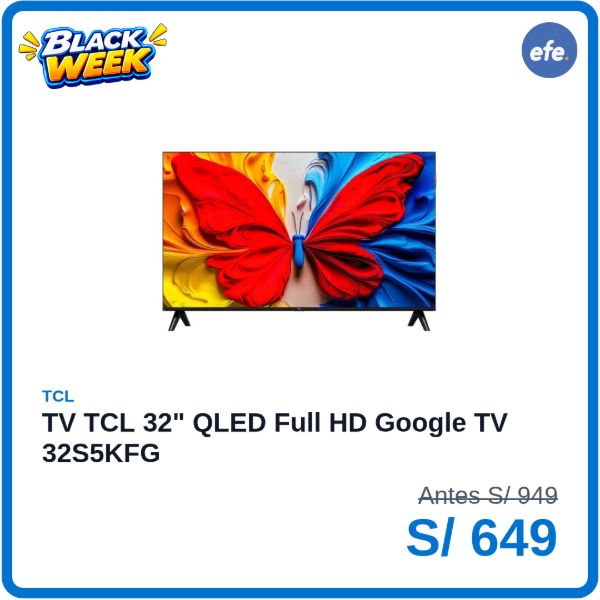 BLACK
WEEK
efe.
TCL
TV TCL 32" QLED Full HD Google TV
32S5KFG
Antes S/ 949
S/ 649